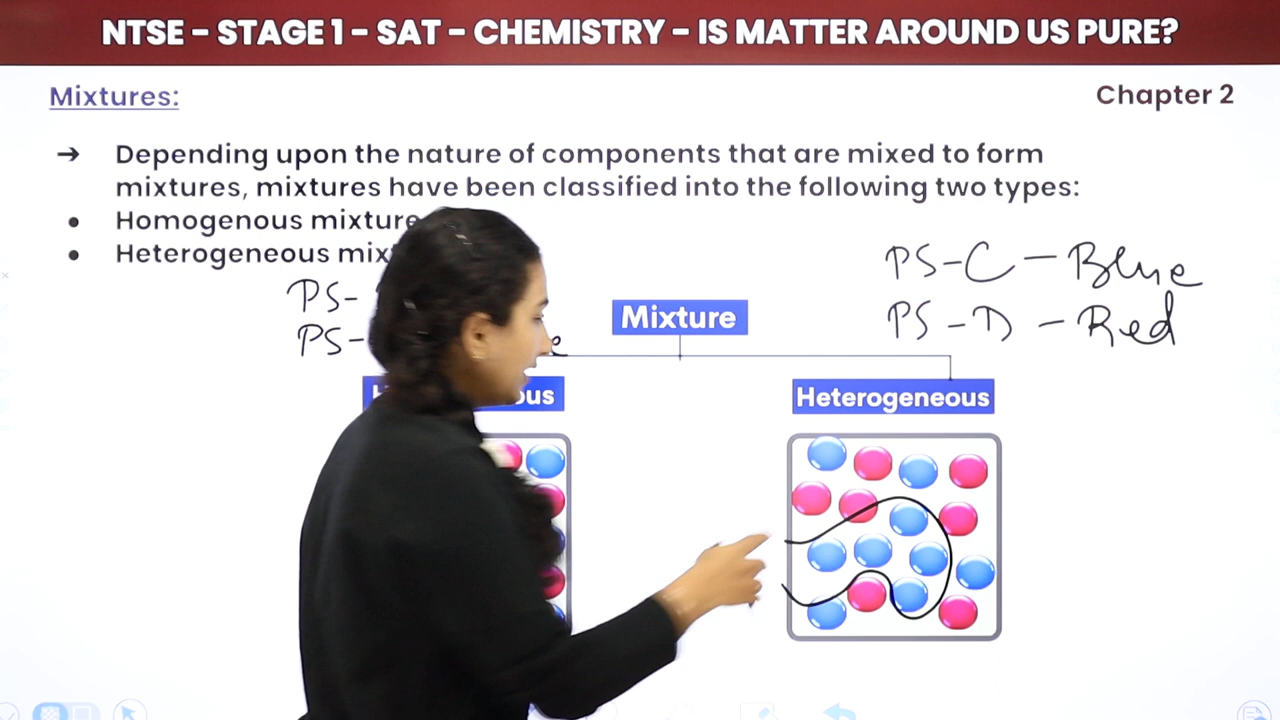 NTSE – STAGE 1 – SAT – CHEMISTRY – IS MATTER AROUND US PURE?
Mixtures:
Chapter 2
→ Depending upon the nature of components that are mixed to form
mixtures, mixtures have been classified into the following two types:
• Homogenous mixture
• Heterogeneous mix
PS-C – Blue
PS-
PS-D – Red
PS-
Mixture
ous
Heterogeneous